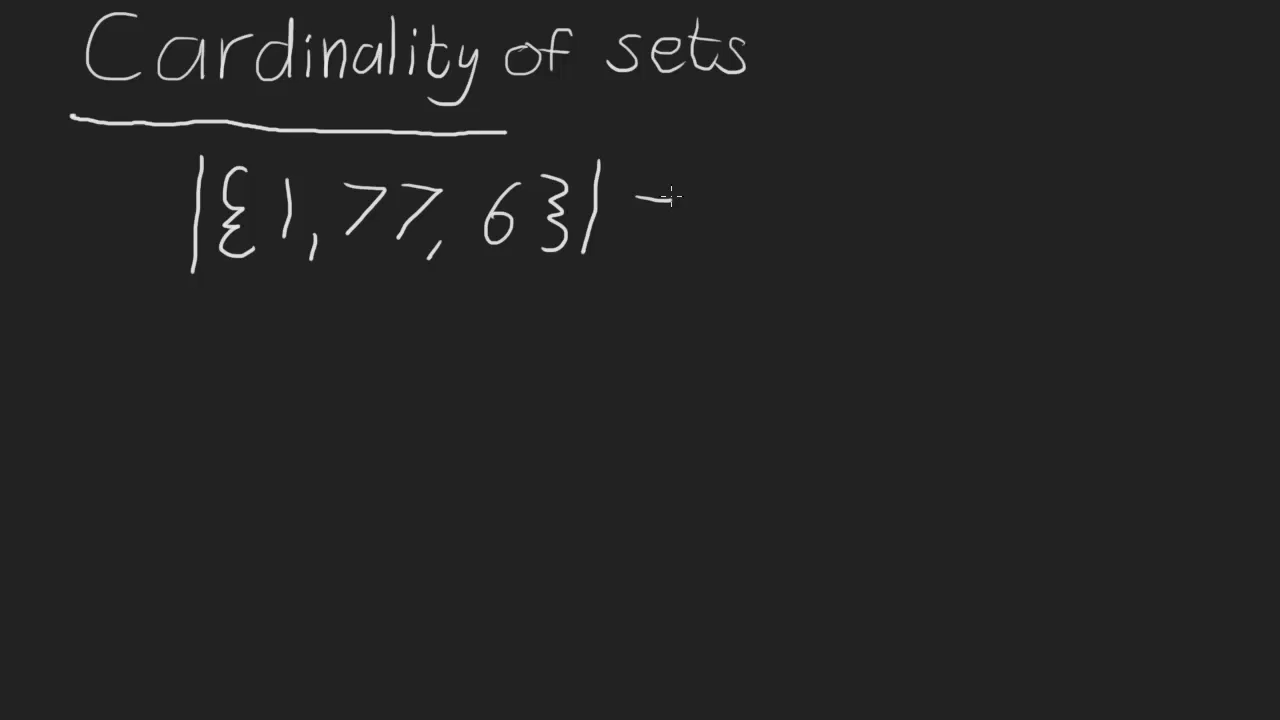 Cardinality of sets
|{1, 77, 6}| -